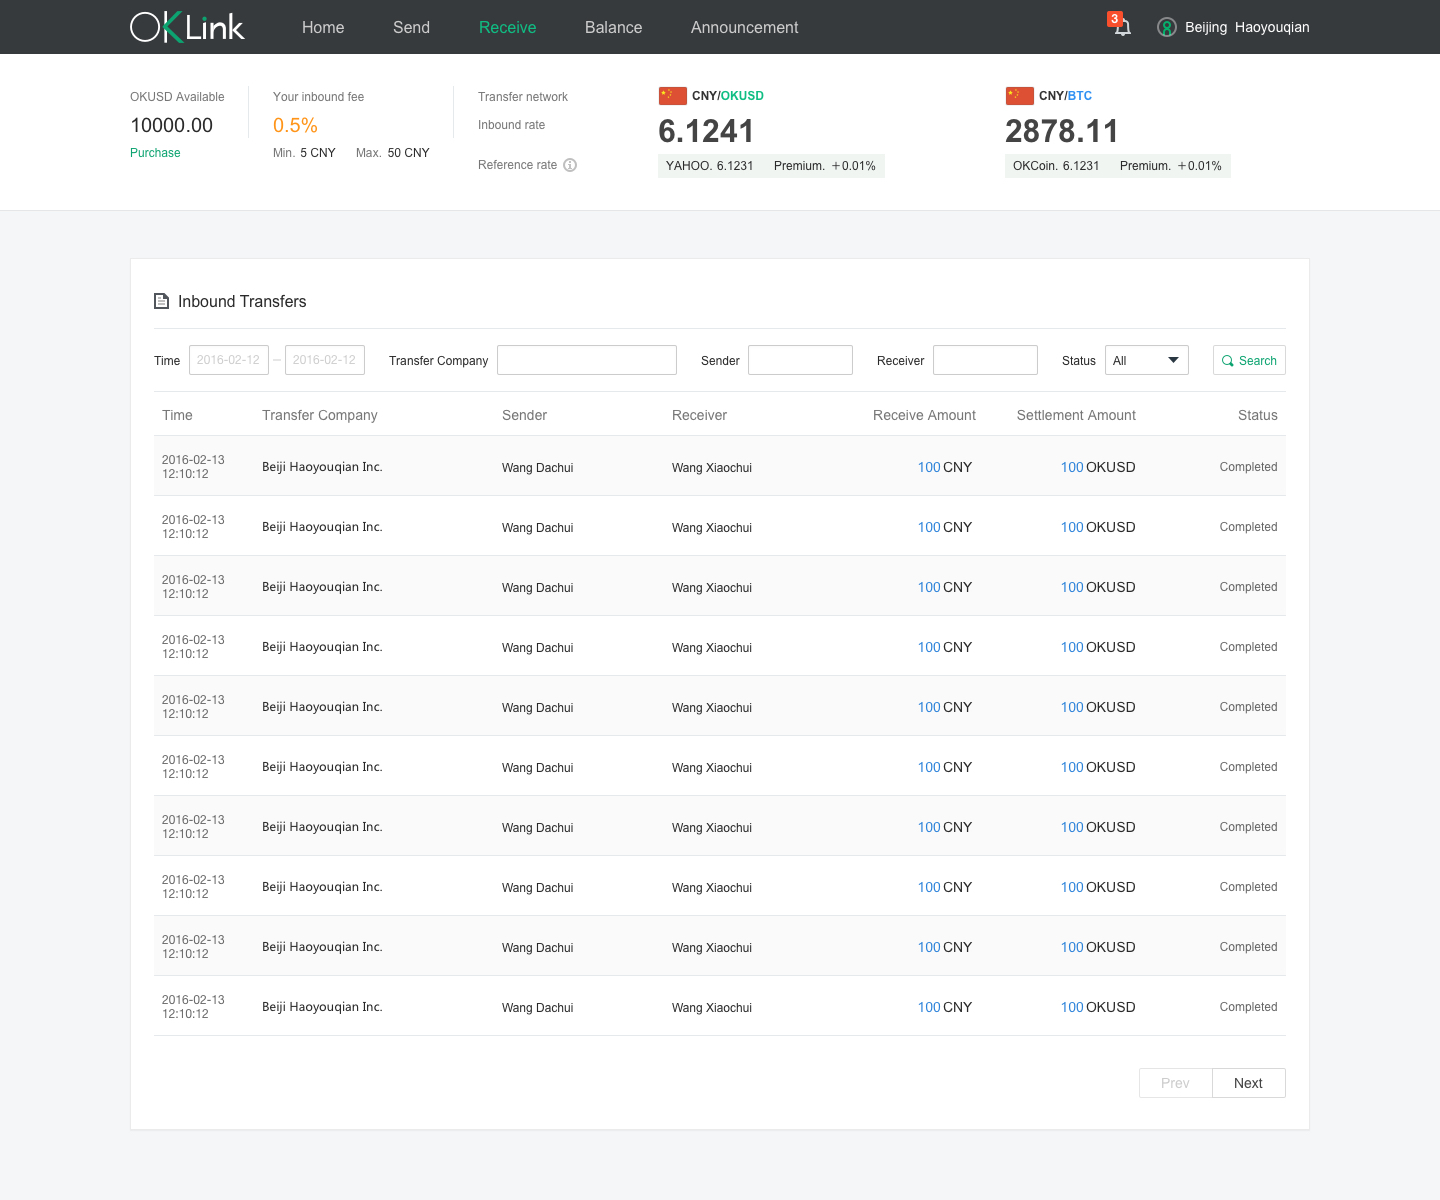 OKLink Home Send Receive Balance Announcement 3 Beijing Haoyouqian
OKUSD Available
10000.00
Purchase
Your inbound fee
0.5%
Min. 5 CNY Max. 50 CNY
Transfer network
Inbound rate
Reference rate
CNY/OKUSD
6.1241
YAHOO. 6.1231 Premium. +0.01%
CNY/BTC
2878.11
OKCoin. 6.1231 Premium. +0.01%
Inbound Transfers
Time 2016-02-12 – 2016-02-12 Transfer Company Sender Receiver Status All Search
Time Transfer Company Sender Receiver Receive Amount Settlement Amount Status
2016-02-13
12:10:12
Beiji Haoyouqian Inc. Wang Dachui Wang Xiaochui 100 CNY 100 OKUSD Completed
2016-02-13
12:10:12
Beiji Haoyouqian Inc. Wang Dachui Wang Xiaochui 100 CNY 100 OKUSD Completed
2016-02-13
12:10:12
Beiji Haoyouqian Inc. Wang Dachui Wang Xiaochui 100 CNY 100 OKUSD Completed
2016-02-13
12:10:12
Beiji Haoyouqian Inc. Wang Dachui Wang Xiaochui 100 CNY 100 OKUSD Completed
2016-02-13
12:10:12
Beiji Haoyouqian Inc. Wang Dachui Wang Xiaochui 100 CNY 100 OKUSD Completed
2016-02-13
12:10:12
Beiji Haoyouqian Inc. Wang Dachui Wang Xiaochui 100 CNY 100 OKUSD Completed
2016-02-13
12:10:12
Beiji Haoyouqian Inc. Wang Dachui Wang Xiaochui 100 CNY 100 OKUSD Completed
2016-02-13
12:10:12
Beiji Haoyouqian Inc. Wang Dachui Wang Xiaochui 100 CNY 100 OKUSD Completed
2016-02-13
12:10:12
Beiji Haoyouqian Inc. Wang Dachui Wang Xiaochui 100 CNY 100 OKUSD Completed
2016-02-13
12:10:12
Beiji Haoyouqian Inc. Wang Dachui Wang Xiaochui 100 CNY 100 OKUSD Completed
Prev Next